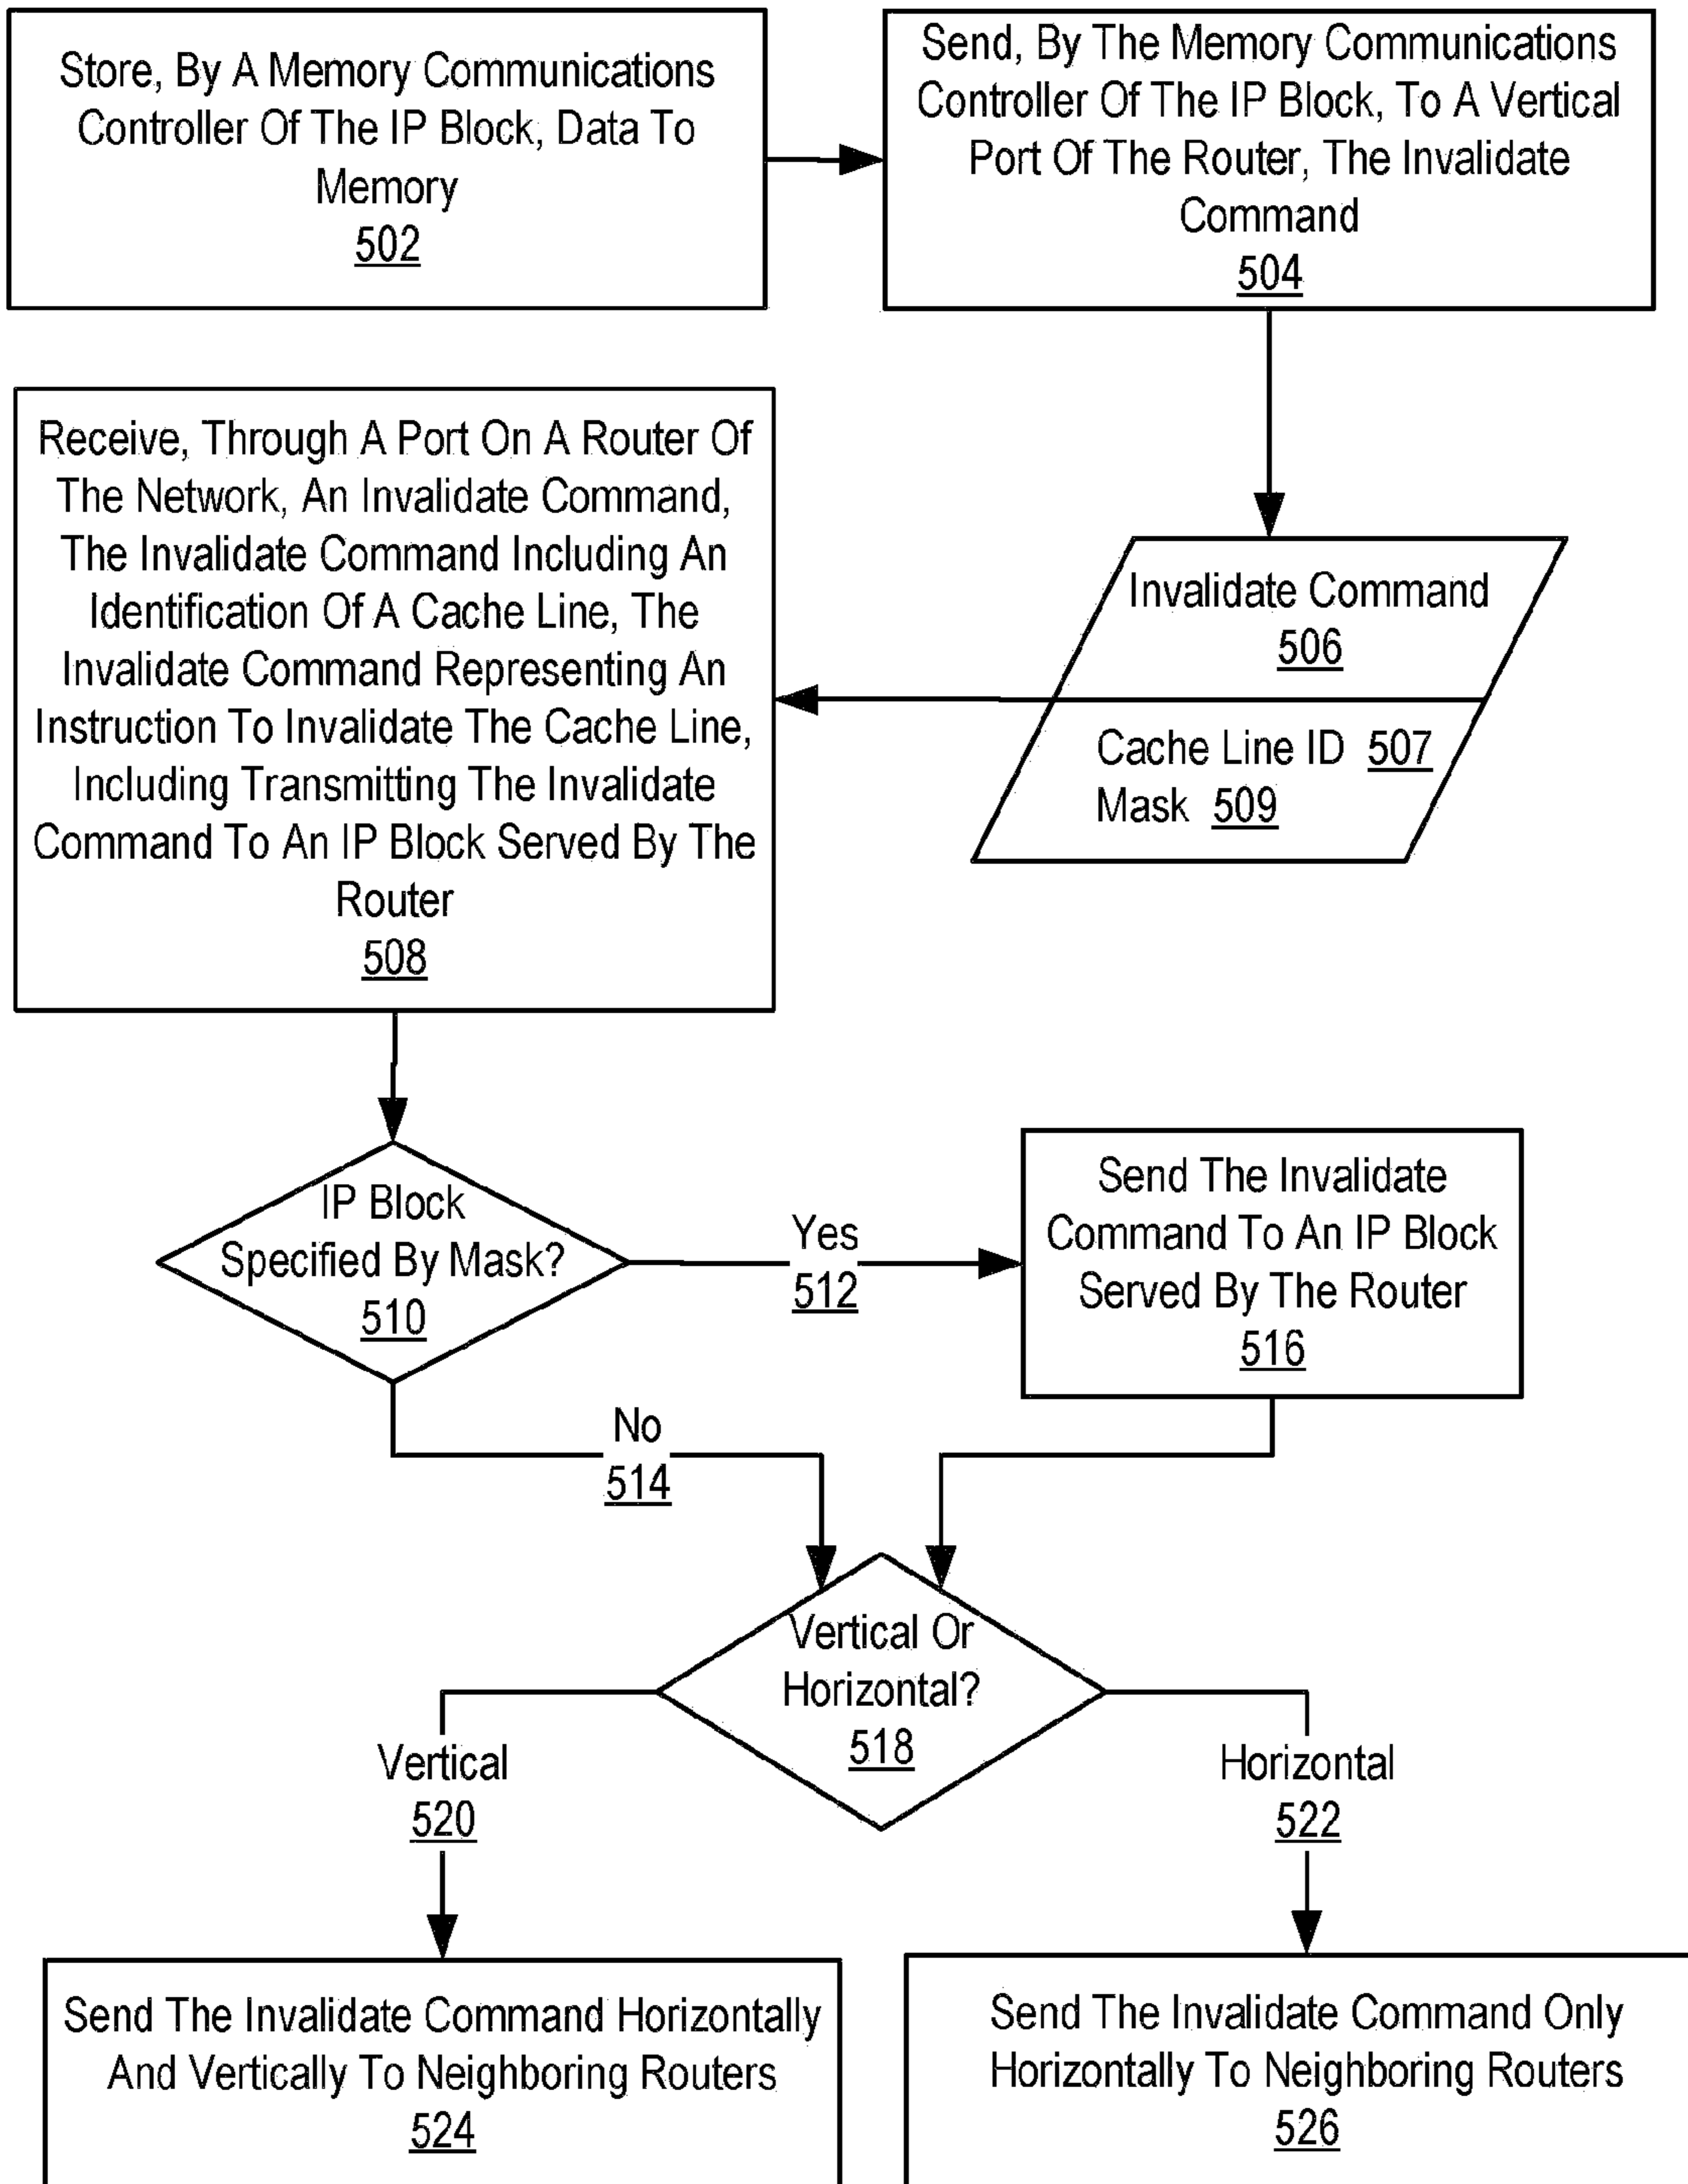 Store, By A Memory Communications
Controller Of The IP Block, Data To
Memory
502
Send, By The Memory Communications
Controller Of The IP Block, To A Vertical
Port Of The Router, The Invalidate
Command
504
Invalidate Command
506
Cache Line ID 507
Mask 509
Receive, Through A Port On A Router Of
The Network, An Invalidate Command,
The Invalidate Command Including An
Identification Of A Cache Line, The
Invalidate Command Representing An
Instruction To Invalidate The Cache Line,
Including Transmitting The Invalidate
Command To An IP Block Served By The
Router
508
IP Block
Specified By Mask?
510
Yes
512
Send The Invalidate
Command To An IP Block
Served By The Router
516
No
514
Vertical Or
Horizontal?
518
Vertical
520
Horizontal
522
Send The Invalidate Command Horizontally
And Vertically To Neighboring Routers
524
Send The Invalidate Command Only
Horizontally To Neighboring Routers
526